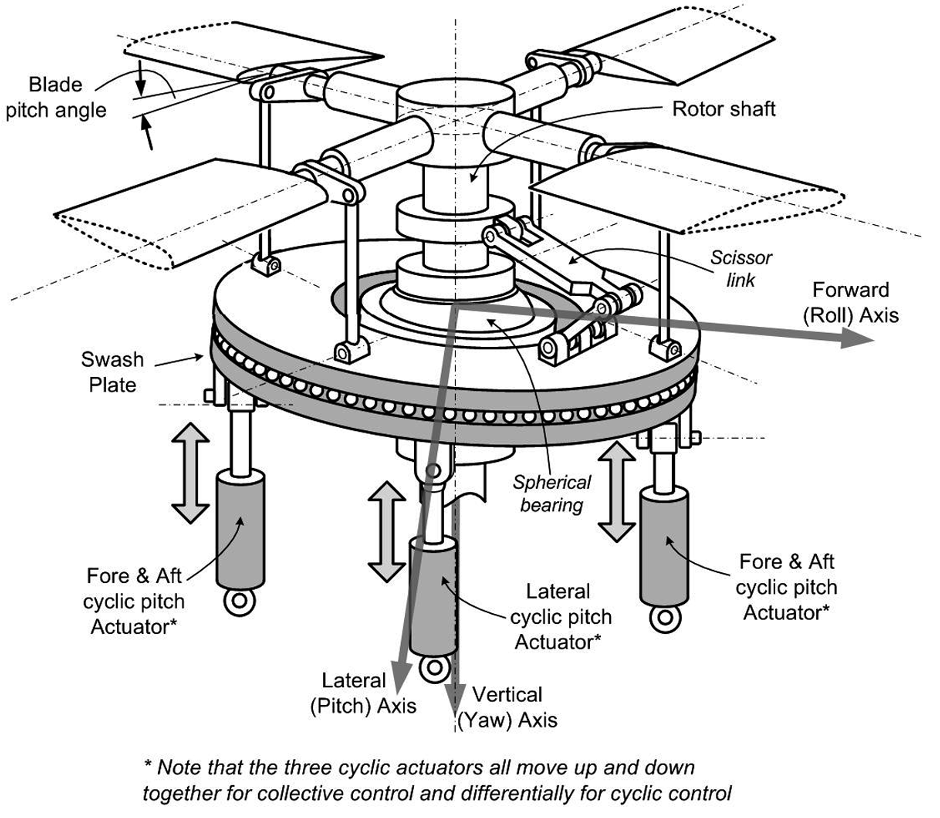 Blade
pitch angle
Rotor shaft
Scissor
link
Forward
(Roll) Axis
Swash
Plate
Spherical
bearing
Fore & Aft
cyclic pitch
Actuator*
Lateral
cyclic pitch
Actuator*
Fore & Aft
cyclic pitch
Actuator*
Lateral
(Pitch) Axis
Vertical
(Yaw) Axis
* Note that the three cyclic actuators all move up and down
together for collective control and differentially for cyclic control